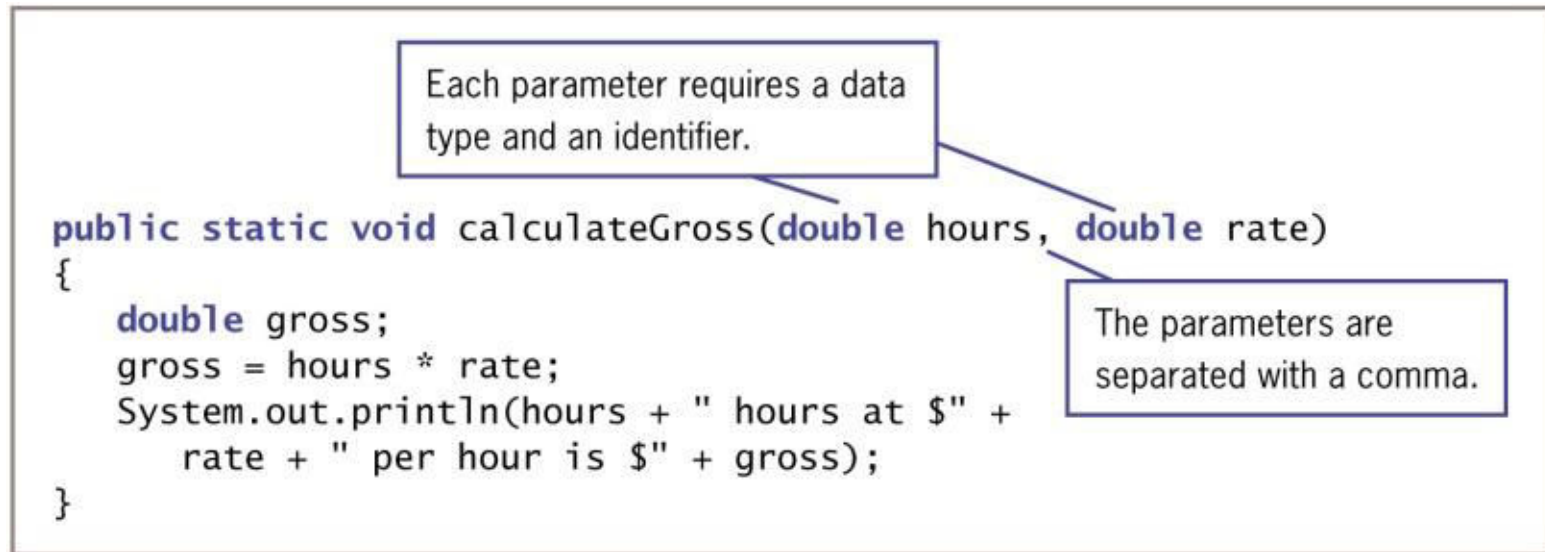 Each parameter requires a data
type and an identifier.
public static void calculateGross(double hours, double rate)
{
double gross;
The parameters are
gross = hours * rate;
separated with a comma.
System.out.println(hours + " hours at $" +
rate + " per hour is $" + gross);
}